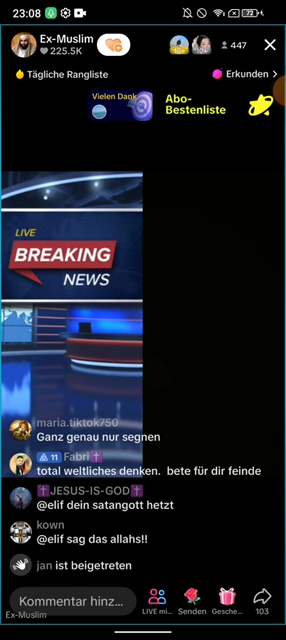 23:08
72
Ex-Muslim
225.5K
447
Tägliche Rangliste
Erkunden >
Vielen Dank
Abo-
Bestenliste
LIVE
BREAKING
NEWS
maria.tiktok750
Ganz genau nur segnen
11 Fabri✝️
total weltliches denken. bete für dir feinde
✝️JESUS-IS-GOD✝️
@elif dein satangott hetzt
kown
@elif sag das allahs!!
jan ist beigetreten
Kommentar hinz...
LIVE mi...
Senden
Gesche...
103
Ex-Muslim